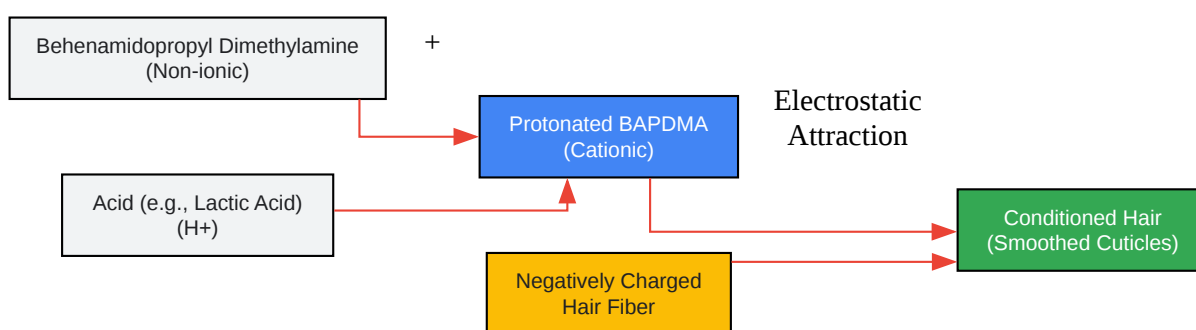 Behenamidopropyl Dimethylamine
(Non-ionic)
+
Protonated BAPDMA
(Cationic)
Electrostatic
Attraction
Acid (e.g., Lactic Acid)
(H+)
Conditioned Hair
(Smoothed Cuticles)
Negatively Charged
Hair Fiber